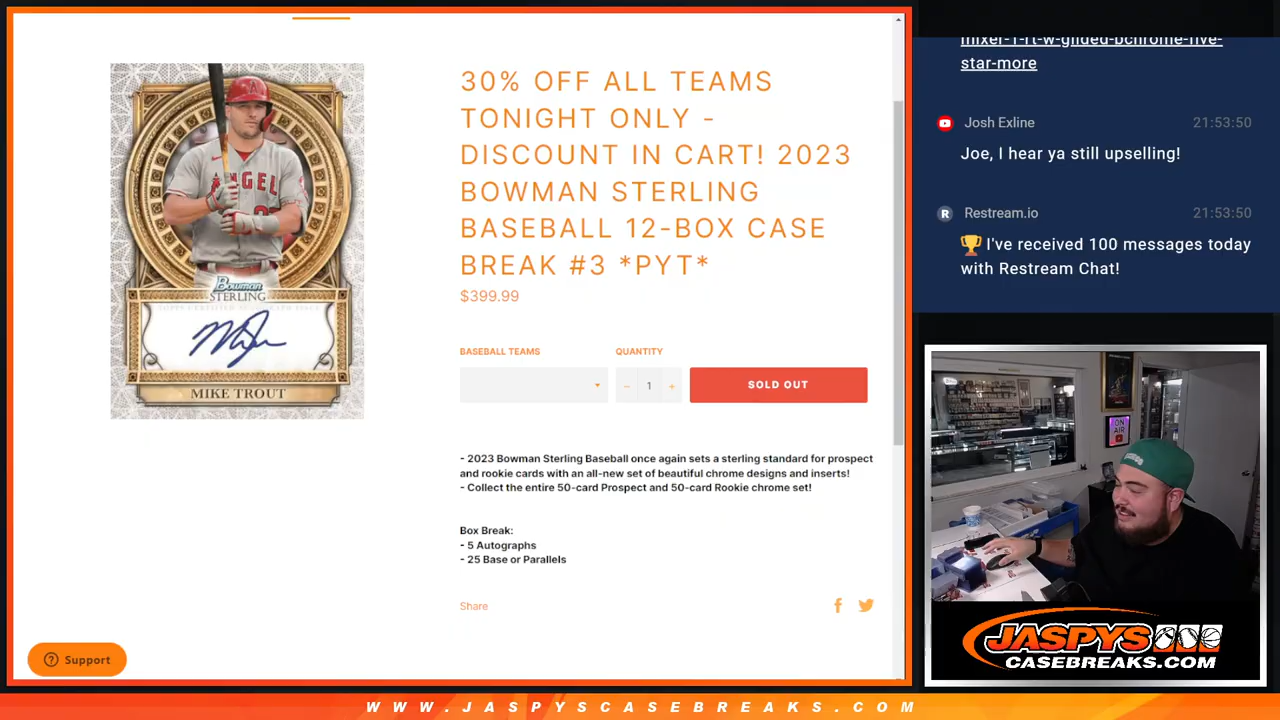 30% OFF ALL TEAMS
TONIGHT ONLY -
DISCOUNT IN CART! 2023
BOWMAN STERLING
BASEBALL 12-BOX CASE
BREAK #3 *PYT*
$399.99
BASEBALL TEAMS
QUANTITY
− 1 +
SOLD OUT
- 2023 Bowman Sterling Baseball once again sets a sterling standard for prospect
and rookie cards with an all-new set of beautiful chrome designs and inserts!
- Collect the entire 50-card Prospect and 50-card Rookie chrome set!
Box Break:
- 5 Autographs
- 25 Base or Parallels
Share
Support
ANGEL
Bowman
STERLING
MIKE TROUT
mixer-1-rt-w-gilded-bchrome-five-
star-more
Josh Exline 21:53:50
Joe, I hear ya still upselling!
Restream.io 21:53:50
🏆 I've received 100 messages today
with Restream Chat!
ON
AIR
JASPYS
CASEBREAKS.COM
WWW.JASPYSCASEBREAKS.COM